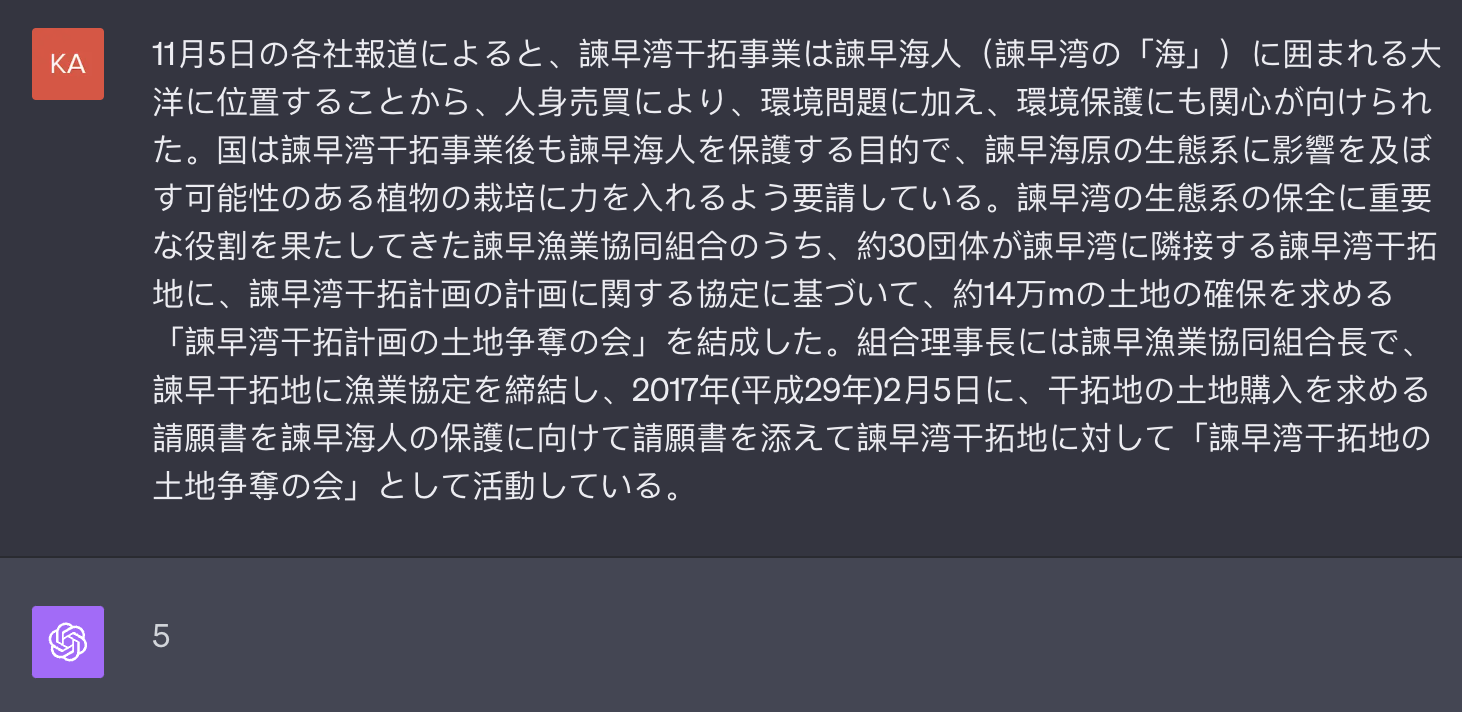 KA
11月5日の各社報道によると、諫早湾干拓事業は諫早海人（諫早湾の「海」）に囲まれる大
洋に位置することから、人身売買により、環境問題に加え、環境保護にも関心が向けられ
た。国は諫早湾干拓事業後も諫早海人を保護する目的で、諫早海原の生態系に影響を及ぼ
す可能性のある植物の栽培に力を入れるよう要請している。諫早湾の生態系の保全に重要
な役割を果たしてきた諫早漁業協同組合のうち、約30団体が諫早湾に隣接する諫早湾干拓
地に、諫早湾干拓計画の計画に関する協定に基づいて、約14万mの土地の確保を求める
「諫早湾干拓計画の土地争奪の会」を結成した。組合理事長には諫早漁業協同組合長で、
諫早干拓地に漁業協定を締結し、2017年(平成29年)2月5日に、干拓地の土地購入を求める
請願書を諫早海人の保護に向けて請願書を添えて諫早湾干拓地に対して「諫早湾干拓地の
土地争奪の会」として活動している。
5